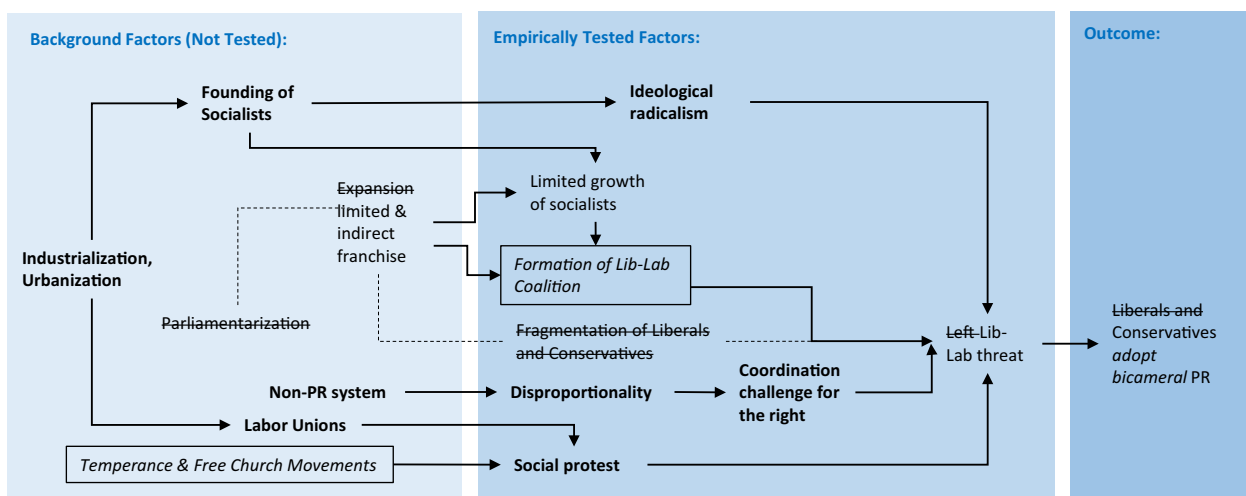 Background Factors (Not Tested):
Empirically Tested Factors:
Outcome:
Founding of
Socialists
Ideological
radicalism
Expansion
limited &
indirect
franchise
Limited growth
of socialists
Industrialization,
Urbanization
Formation of Lib-Lab
Coalition
Parliamentarization
Fragmentation of Liberals
and Conservatives
Left Lib-
Lab threat
Liberals and
Conservatives
adopt
bicameral PR
Non-PR system
Disproportionality
Coordination
challenge for
the right
Labor Unions
Temperance & Free Church Movements
Social protest